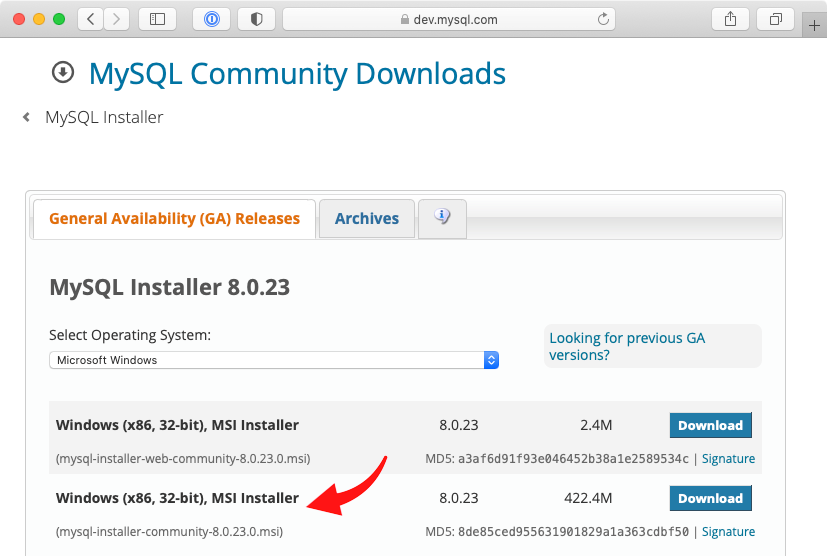 dev.mysql.com
MySQL Community Downloads
MySQL Installer
General Availability (GA) Releases
Archives
MySQL Installer 8.0.23
Select Operating System:
Microsoft Windows
Looking for previous GA
versions?
Windows (x86, 32-bit), MSI Installer 8.0.23 2.4M Download
(mysql-installer-web-community-8.0.23.0.msi) MD5: a3af6d91f93e046452b38a1e2589534c | Signature
Windows (x86, 32-bit), MSI Installer 8.0.23 422.4M Download
(mysql-installer-community-8.0.23.0.msi) MD5: 8de85ced955631901829a1a363cdbf50 | Signature